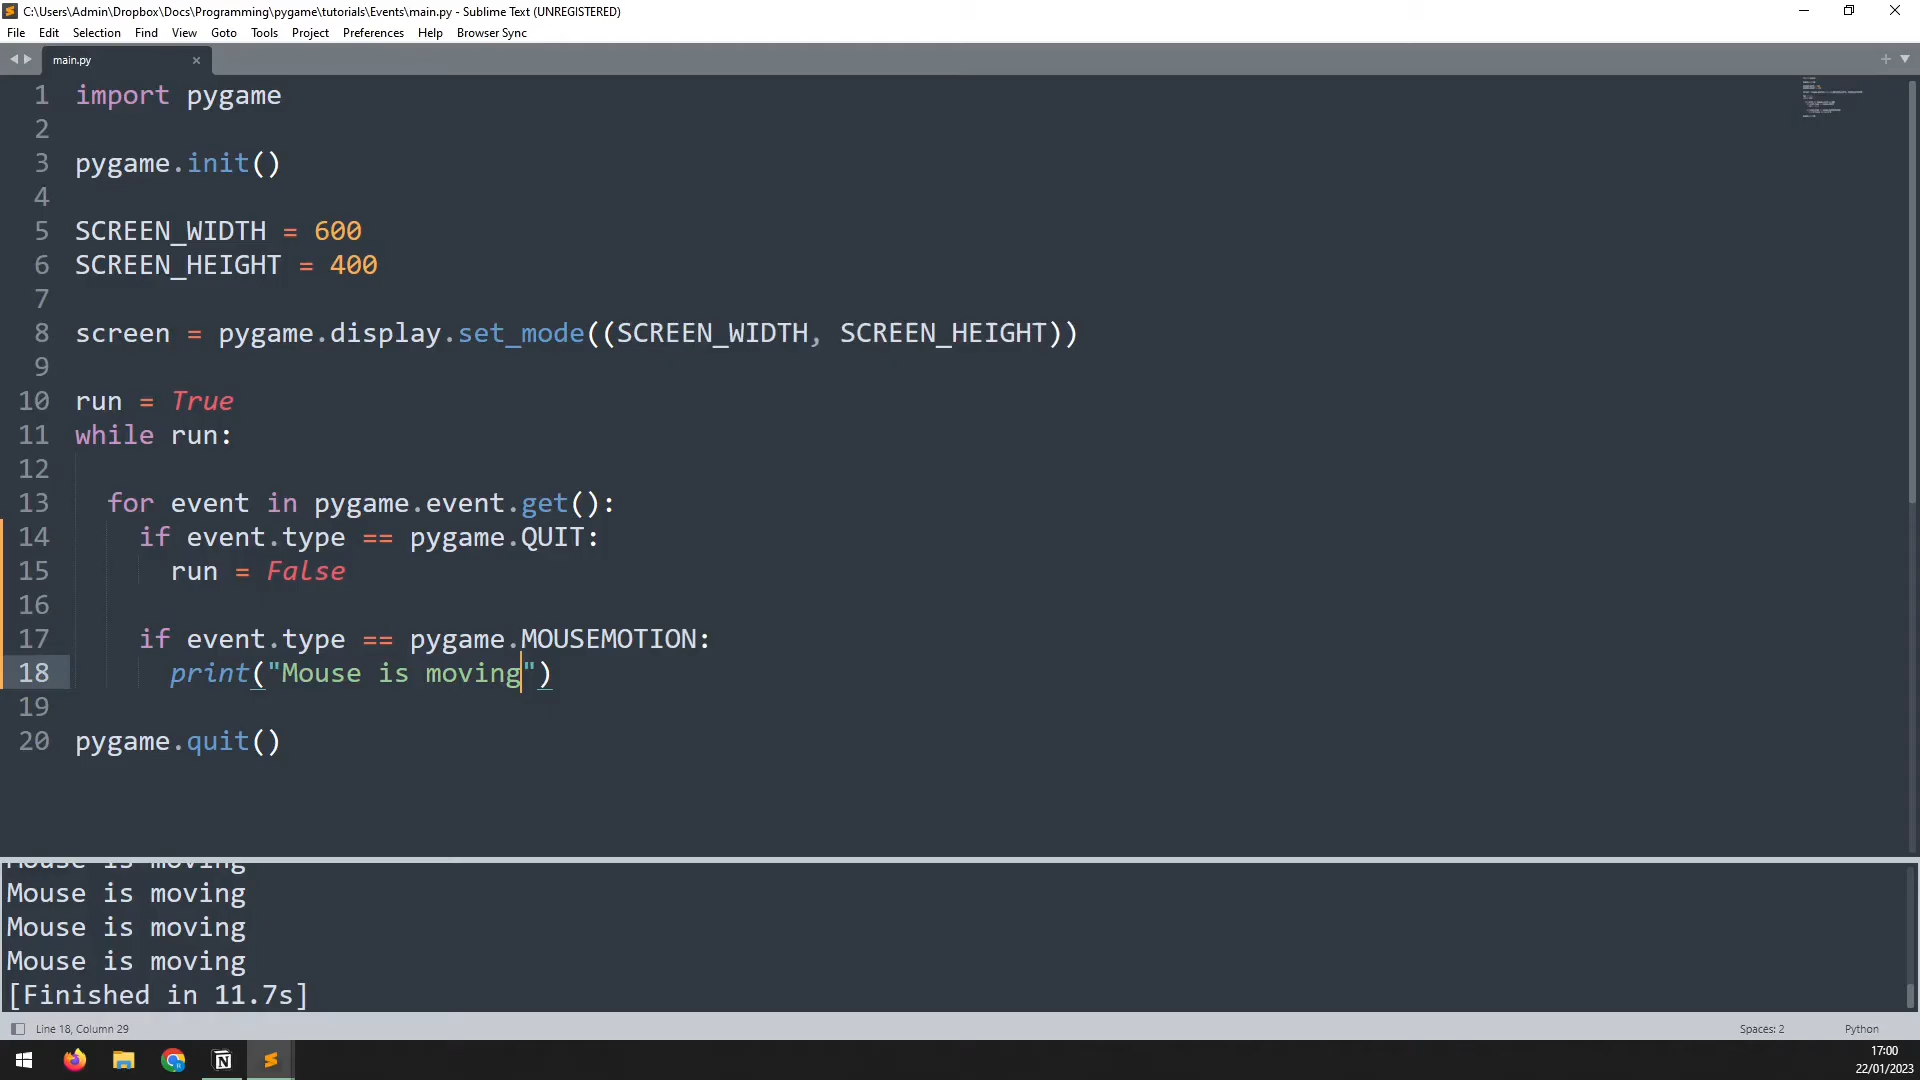 C:\Users\Admin\Dropbox\Docs\Programming\pygame\tutorials\Events\main.py - Sublime Text (UNREGISTERED)
File Edit Selection Find View Goto Tools Project Preferences Help Browser Sync
main.py
1 import pygame
2
3 pygame.init()
4
5 SCREEN_WIDTH = 600
6 SCREEN_HEIGHT = 400
7
8 screen = pygame.display.set_mode((SCREEN_WIDTH, SCREEN_HEIGHT))
9
10 run = True
11 while run:
12
13   for event in pygame.event.get():
14     if event.type == pygame.QUIT:
15       run = False
16
17     if event.type == pygame.MOUSEMOTION:
18       print("Mouse is moving")
19
20 pygame.quit()
Mouse is moving
Mouse is moving
Mouse is moving
Mouse is moving
[Finished in 11.7s]
Line 18, Column 29 Spaces: 2 Python
17:00
22/01/2023